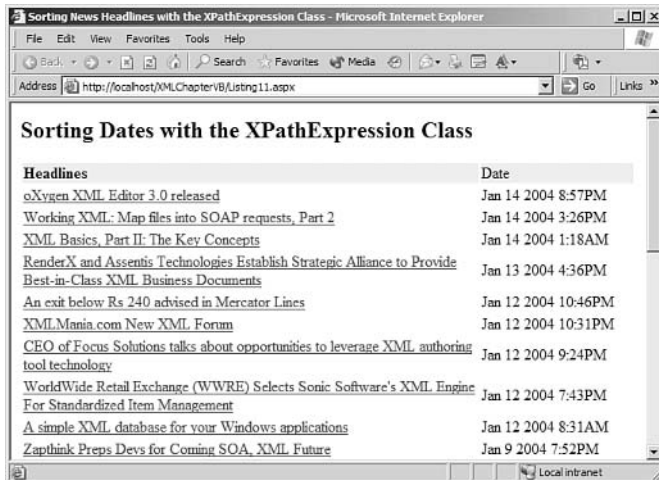 Sorting News Headlines with the XPathExpression Class - Microsoft Internet Explorer
File Edit View Favorites Tools Help
Back Search Favorites Media
Address http://localhost/XMLChapterVB/Listing11.aspx Go Links »
Sorting Dates with the XPathExpression Class
Headlines Date
oXygen XML Editor 3.0 released Jan 14 2004 8:57PM
Working XML: Map files into SOAP requests, Part 2 Jan 14 2004 3:26PM
XML Basics, Part II: The Key Concepts Jan 14 2004 1:18AM
RenderX and Assentis Technologies Establish Strategic Alliance to Provide
Best-in-Class XML Business Documents Jan 13 2004 4:36PM
An exit below Rs 240 advised in Mercator Lines Jan 12 2004 10:46PM
XMLMania.com New XML Forum Jan 12 2004 10:31PM
CEO of Focus Solutions talks about opportunities to leverage XML authoring
tool technology Jan 12 2004 9:24PM
WorldWide Retail Exchange (WWRE) Selects Sonic Software's XML Engine
For Standardized Item Management Jan 12 2004 7:43PM
A simple XML database for your Windows applications Jan 12 2004 8:31AM
Zapthink Preps Devs for Coming SOA, XML Future Jan 9 2004 7:52PM
Local intranet